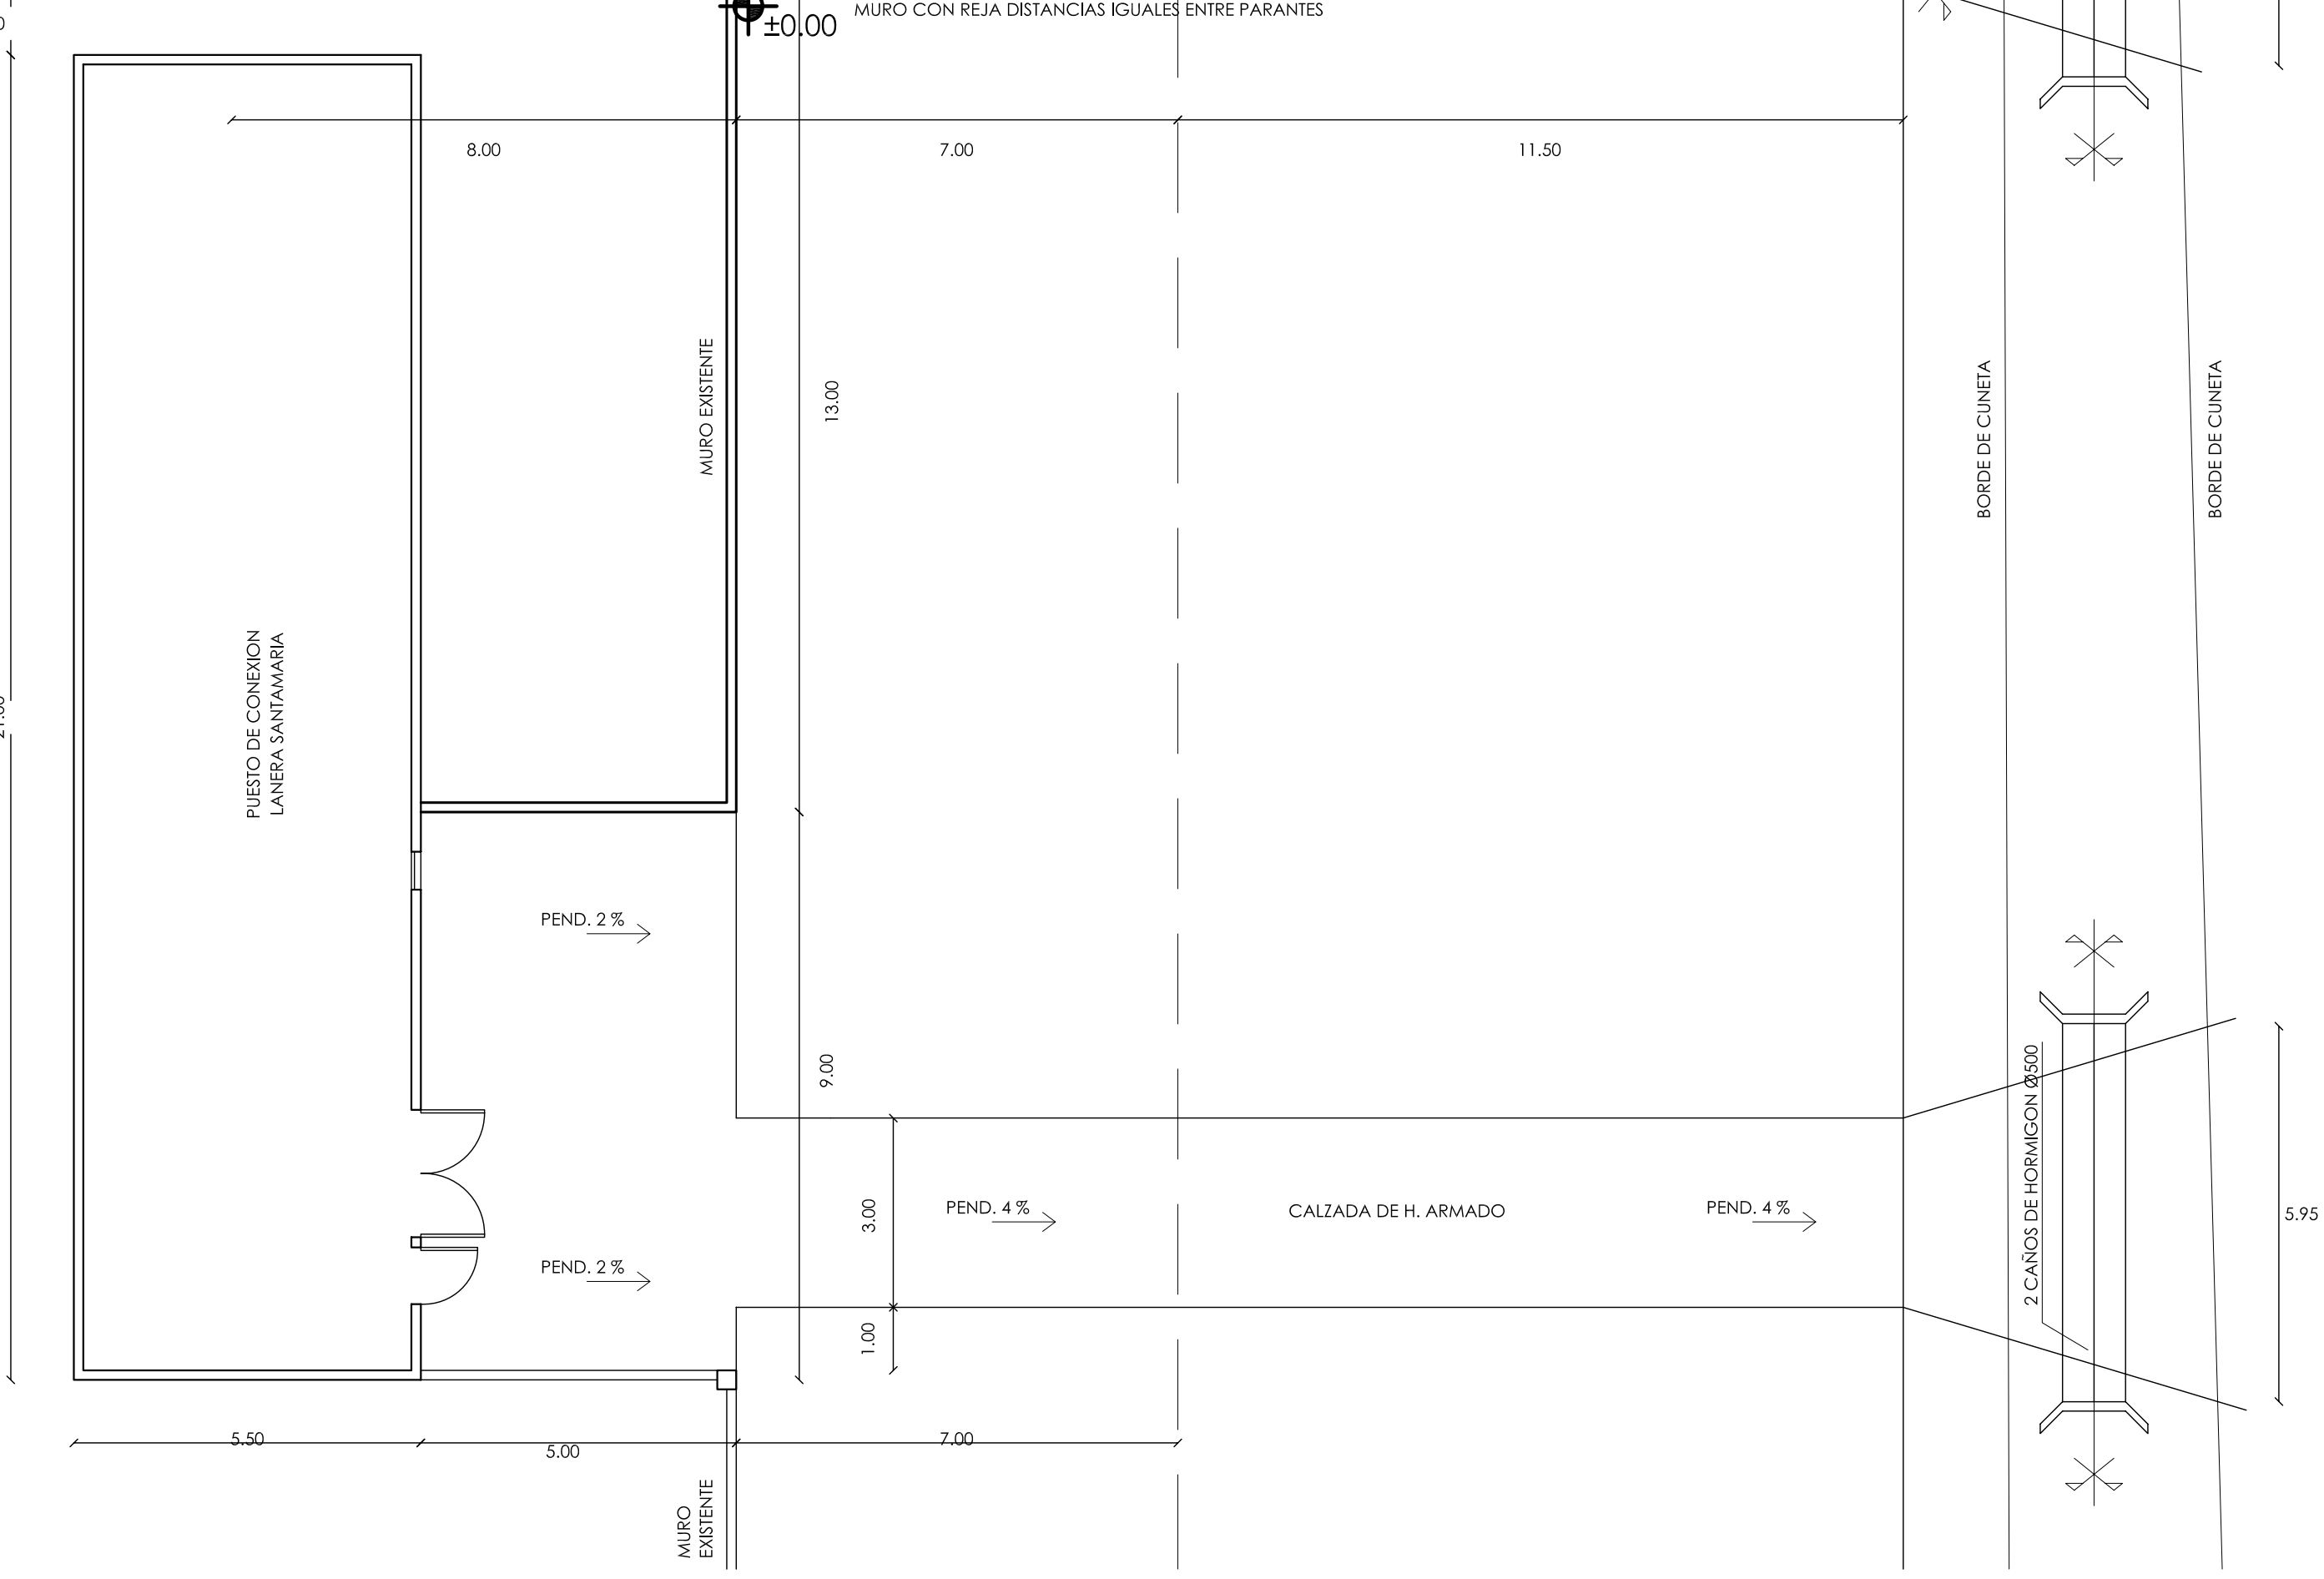 MURO CON REJA DISTANCIAS IGUALES ENTRE PARANTES
±0.00
8.00
7.00
11.50
MURO EXISTENTE
13.00
BORDE DE CUNETA
BORDE DE CUNETA
PUESTO DE CONEXION
LANERA SANTAMARIA
PEND. 2 %
9.00
2 CAÑOS DE HORMIGON Ø500
PEND. 4 %
CALZADA DE H. ARMADO
PEND. 4 %
3.00
5.95
PEND. 2 %
1.00
5.50
5.00
7.00
MURO
EXISTENTE